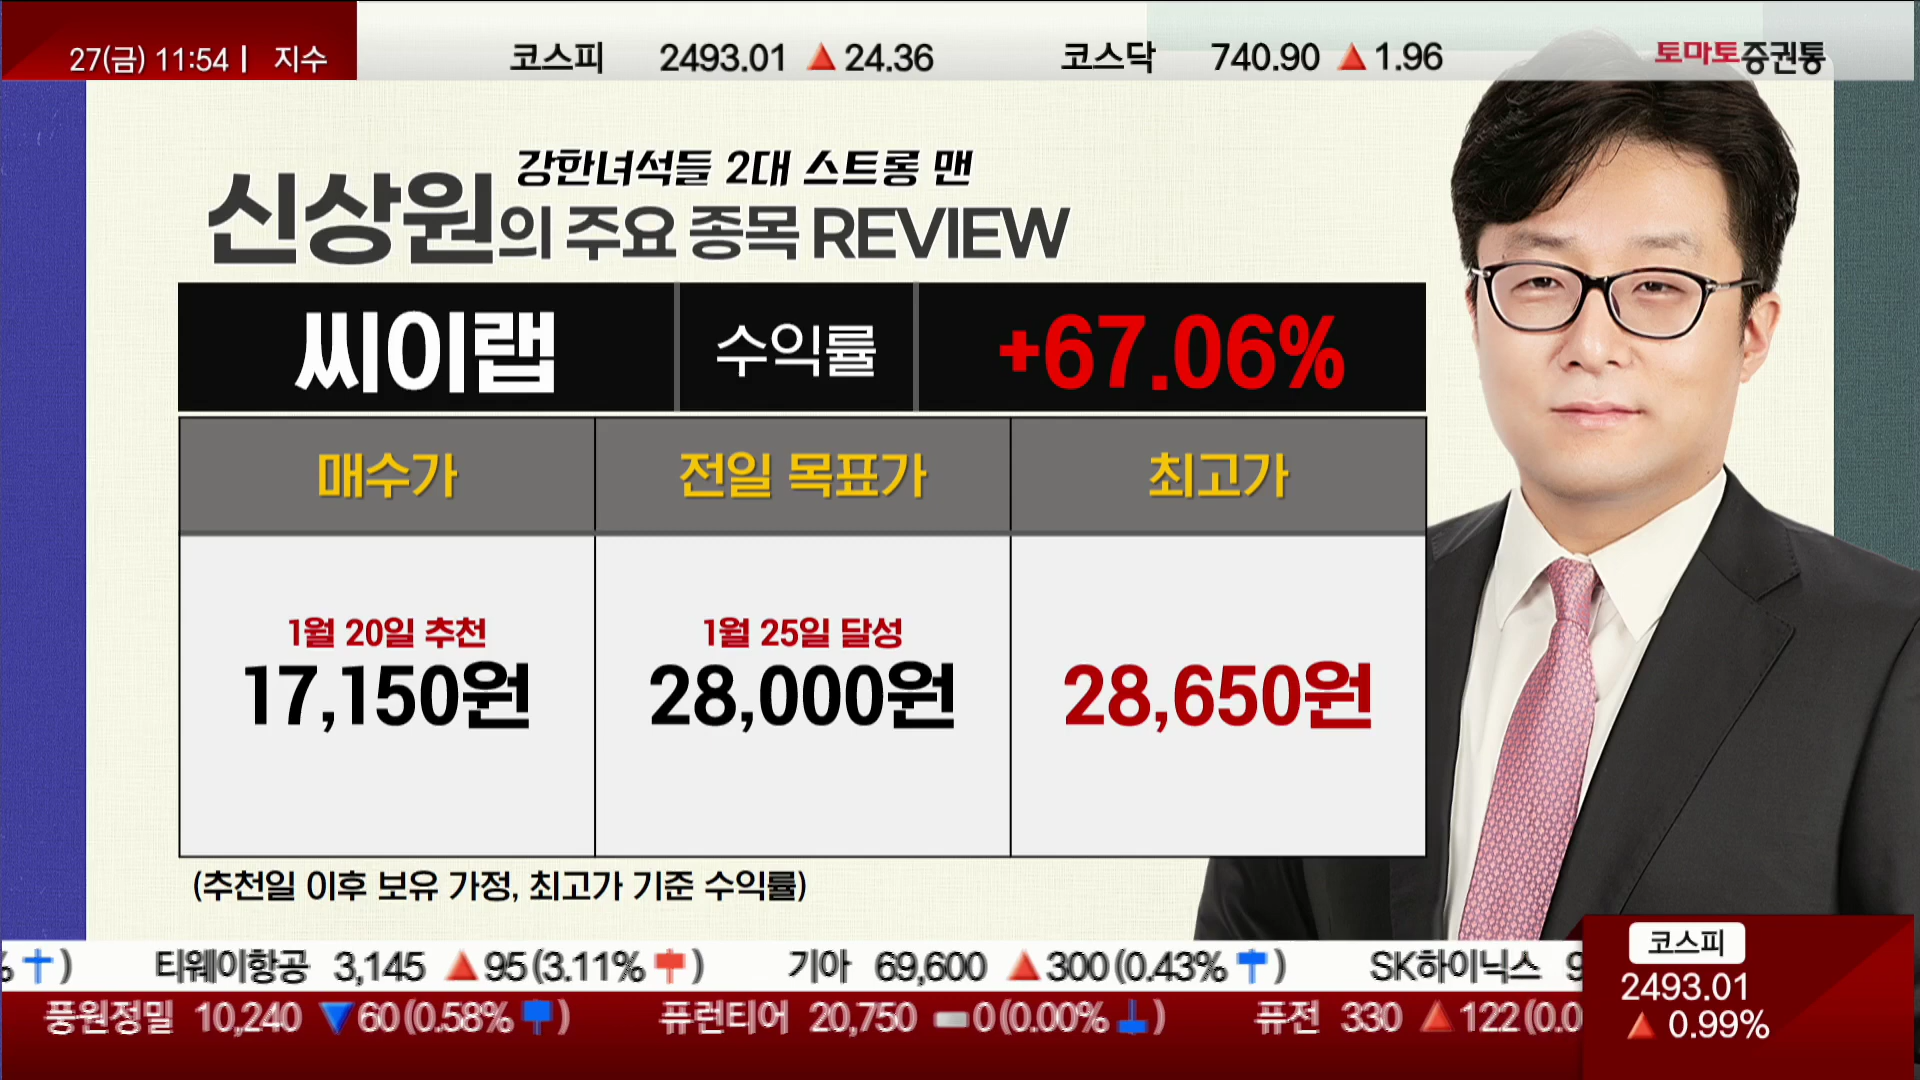 27(금) 11:54 | 지수 코스피 2493.01 ▲ 24.36 코스닥 740.90 ▲ 1.96 토마토증권통
강한녀석들 2대 스트롱 맨
신상원의 주요 종목 REVIEW
씨이랩 수익률 +67.06%
매수가 전일 목표가 최고가
1월 20일 추천 1월 25일 달성
17,150원 28,000원 28,650원
(추천일 이후 보유 가정, 최고가 기준 수익률)
% ↑ ) 티웨이항공 3,145 ▲ 95 (3.11% ) 기아 69,600 ▲ 300 (0.43% ) SK하이닉스 9
풍원정밀 10,240 ▼ 60 (0.58% ) 퓨런티어 20,750 0 (0.00% ) 퓨전 330 ▲ 122 (0.0
코스피
2493.01
▲ 0.99%